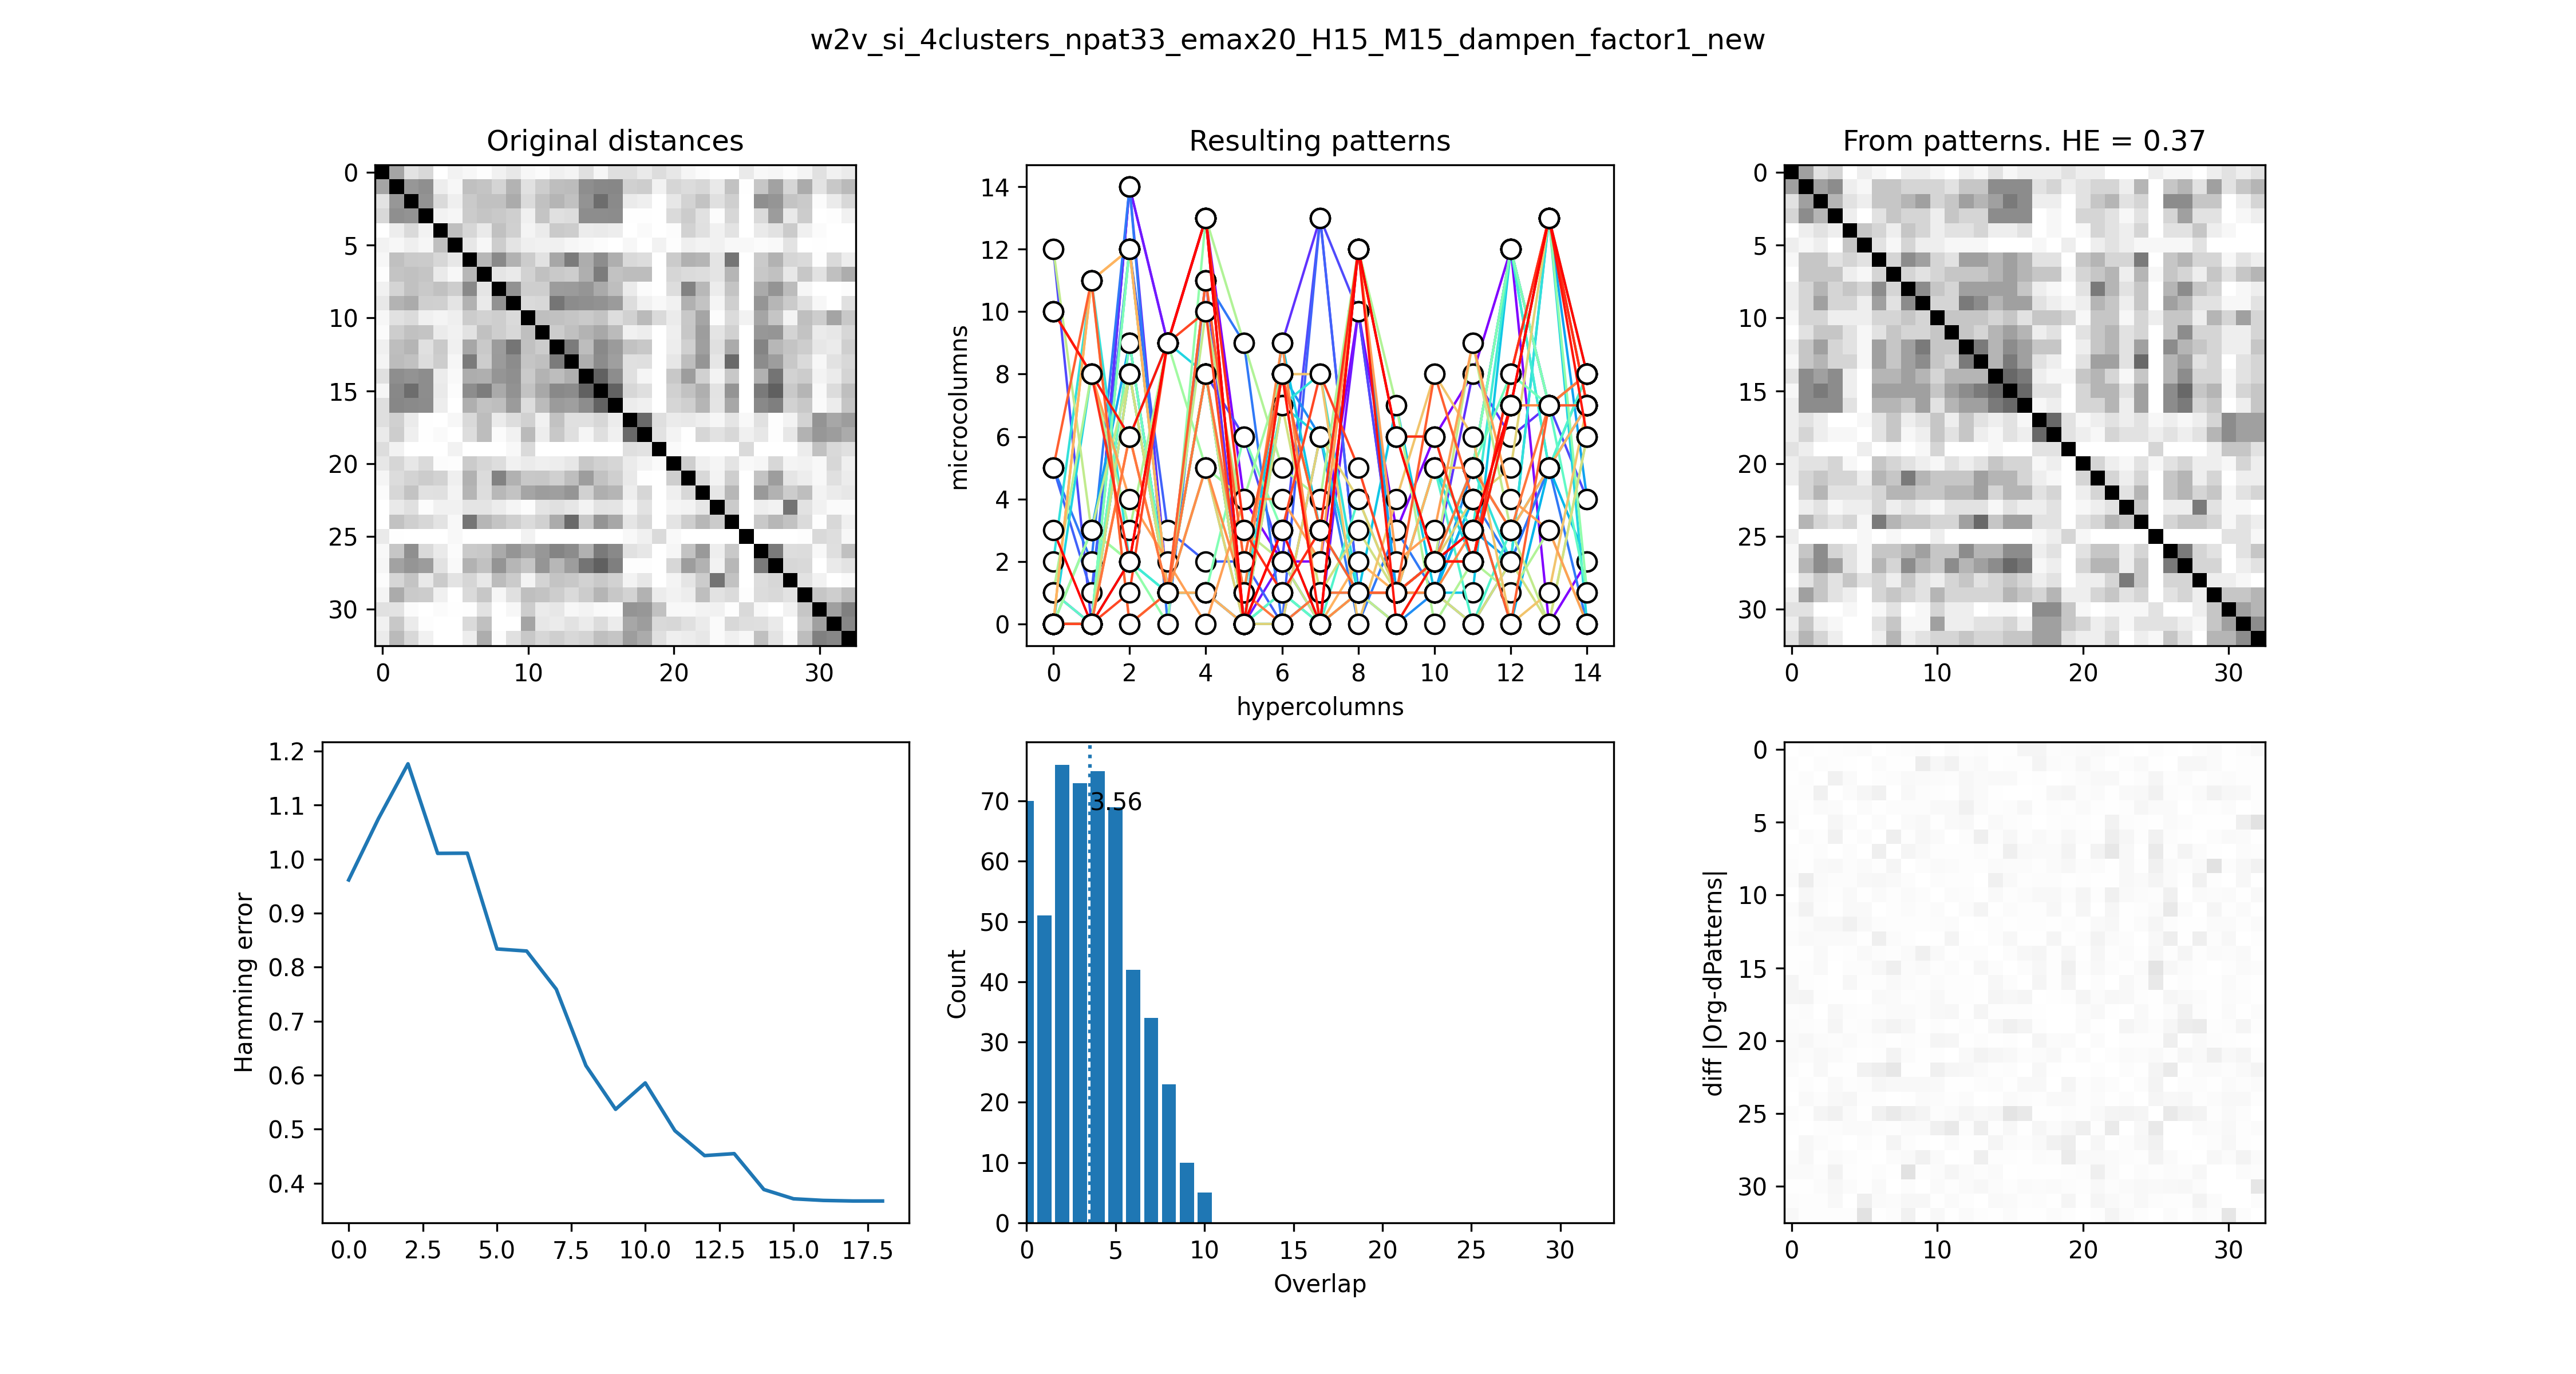 w2v_si_4clusters_npat33_emax20_H15_M15_dampen_factor1_new
Original distances
0
5
10
15
20
25
30
0 10 20 30
Resulting patterns
microcolumns
14
12
10
8
6
4
2
0
0 2 4 6 8 10 12 14
hypercolumns
From patterns. HE = 0.37
0
5
10
15
20
25
30
0 10 20 30
Hamming error
1.2
1.1
1.0
0.9
0.8
0.7
0.6
0.5
0.4
0.0 2.5 5.0 7.5 10.0 12.5 15.0 17.5
Count
70
60
50
40
30
20
10
0
3.56
0 5 10 15 20 25 30
Overlap
diff |Org-dPatterns|
0
5
10
15
20
25
30
0 10 20 30